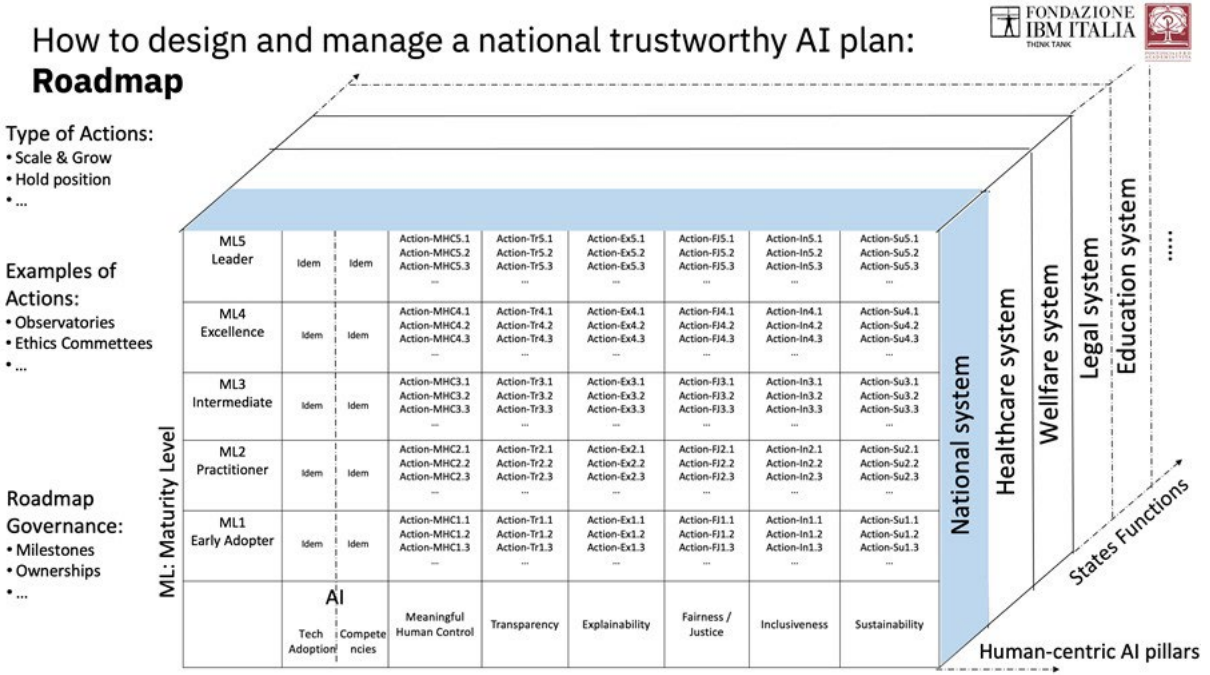 How to design and manage a national trustworthy AI plan:
Roadmap
FONDAZIONE
IBM ITALIA
THINK TANK
Type of Actions:
• Scale & Grow
• Hold position
• ...
Examples of
Actions:
• Observatories
• Ethics Commettees
• ...
Roadmap
Governance:
• Milestones
• Ownerships
• ...
ML: Maturity Level
ML5
Leader
Idem
Idem
Action-MHC5.1
Action-MHC5.2
Action-MHC5.3
...
Action-Tr5.1
Action-Tr5.2
Action-Tr5.3
...
Action-Ex5.1
Action-Ex5.2
Action-Ex5.3
...
Action-FJ5.1
Action-FJ5.2
Action-FJ5.3
...
Action-In5.1
Action-In5.2
Action-In5.3
...
Action-Su5.1
Action-Su5.2
Action-Su5.3
...
ML4
Excellence
Idem
Idem
Action-MHC4.1
Action-MHC4.2
Action-MHC4.3
...
Action-Tr4.1
Action-Tr4.2
Action-Tr4.3
...
Action-Ex4.1
Action-Ex4.2
Action-Ex4.3
...
Action-FJ4.1
Action-FJ4.2
Action-FJ4.3
...
Action-In4.1
Action-In4.2
Action-In4.3
...
Action-Su4.1
Action-Su4.2
Action-Su4.3
...
ML3
Intermediate
Idem
Idem
Action-MHC3.1
Action-MHC3.2
Action-MHC3.3
...
Action-Tr3.1
Action-Tr3.2
Action-Tr3.3
...
Action-Ex3.1
Action-Ex3.2
Action-Ex3.3
...
Action-FJ3.1
Action-FJ3.2
Action-FJ3.3
...
Action-In3.1
Action-In3.2
Action-In3.3
...
Action-Su3.1
Action-Su3.2
Action-Su3.3
...
ML2
Practitioner
Idem
Idem
Action-MHC2.1
Action-MHC2.2
Action-MHC2.3
...
Action-Tr2.1
Action-Tr2.2
Action-Tr2.3
...
Action-Ex2.1
Action-Ex2.2
Action-Ex2.3
...
Action-FJ2.1
Action-FJ2.2
Action-FJ2.3
...
Action-In2.1
Action-In2.2
Action-In2.3
...
Action-Su2.1
Action-Su2.2
Action-Su2.3
...
ML1
Early Adopter
Idem
Idem
Action-MHC1.1
Action-MHC1.2
Action-MHC1.3
...
Action-Tr1.1
Action-Tr1.2
Action-Tr1.3
...
Action-Ex1.1
Action-Ex1.2
Action-Ex1.3
...
Action-FJ1.1
Action-FJ1.2
Action-FJ1.3
...
Action-In1.1
Action-In1.2
Action-In1.3
...
Action-Su1.1
Action-Su1.2
Action-Su1.3
...
AI
Tech
Adoption
Compete
ncies
Meaningful
Human Control
Transparency
Explainability
Fairness /
Justice
Inclusiveness
Sustainability
National system
Healthcare system
Wellfare system
Legal system
Education system
.....
States Functions
Human-centric AI pillars